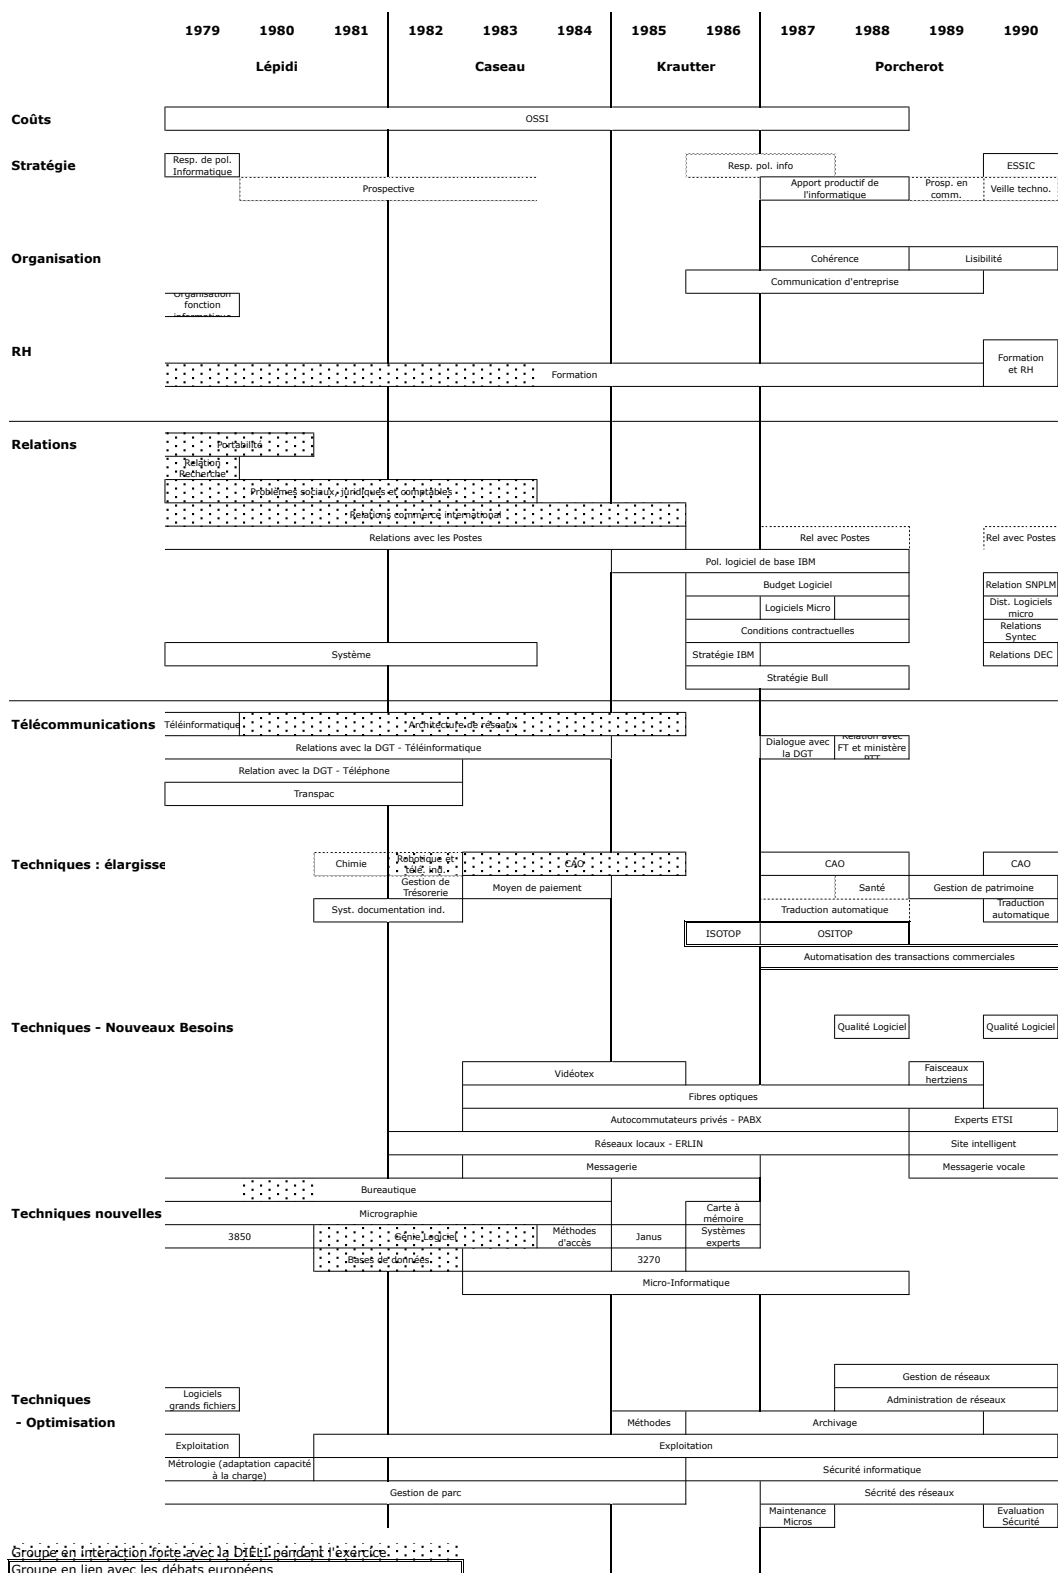 1979 1980 1981 1982 1983 1984 1985 1986 1987 1988 1989 1990
Lépidi Caseau Krautter Porcherot
Coûts
OSSI
Stratégie
Resp. de pol.
Informatique
Resp. pol. info
ESSIC
Prospective
Apport productif de
l'informatique
Prosp. en
comm.
Veille techno.
Organisation
Cohérence
Lisibilité
Communication d'entreprise
Organisation
fonction
informatique
RH
Formation
et RH
Formation
Relations
Portabilité
Relation
Recherche
Problèmes sociaux, juridiques et comptables
Relations commerce international
Relations avec les Postes
Rel avec Postes
Rel avec Postes
Pol. logiciel de base IBM
Budget Logiciel
Relation SNPLM
Logiciels Micro
Dist. Logiciels
micro
Conditions contractuelles
Relations
Syntec
Système
Stratégie IBM
Relations DEC
Stratégie Bull
Télécommunications
Téléinformatique
Architecture de réseaux
Relations avec la DGT - Téléinformatique
Dialogue avec
la DGT
Relation avec
FT et ministère
PTT
Relation avec la DGT - Téléphone
Transpac
Techniques : élargisse
Chimie
Robotique et
télé. ind.
CAO
CAO
CAO
Gestion de
Trésorerie
Moyen de paiement
Santé
Gestion de patrimoine
Syst. documentation ind.
Traduction automatique
Traduction
automatique
ISOTOP
OSITOP
Automatisation des transactions commerciales
Techniques - Nouveaux Besoins
Qualité Logiciel
Qualité Logiciel
Vidéotex
Faisceaux
hertziens
Fibres optiques
Autocommutateurs privés - PABX
Experts ETSI
Réseaux locaux - ERLIN
Site intelligent
Messagerie
Messagerie vocale
Bureautique
Techniques nouvelles
Micrographie
Carte à
mémoire
3850
Génie Logiciel
Méthodes
d'accès
Janus
Systèmes
experts
Bases de données
3270
Micro-Informatique
Gestion de réseaux
Techniques
Logiciels
grands fichiers
Administration de réseaux
- Optimisation
Méthodes
Archivage
Exploitation
Exploitation
Métrologie (adaptation capacité
à la charge)
Sécurité informatique
Gestion de parc
Sécrité des réseaux
Maintenance
Micros
Evaluation
Sécurité
Groupe en interaction forte avec la DIELI pendant l'exercice
Groupe en lien avec les débats européens